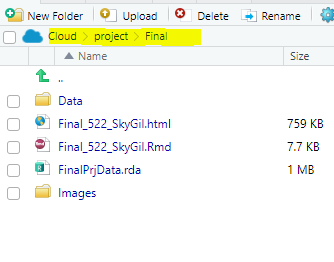 New Folder Upload Delete Rename
Cloud project Final
Name Size
..
Data
Final_522_SkyGil.html 759 KB
Final_522_SkyGil.Rmd 7.7 KB
FinalPrjData.rda 1 MB
Images